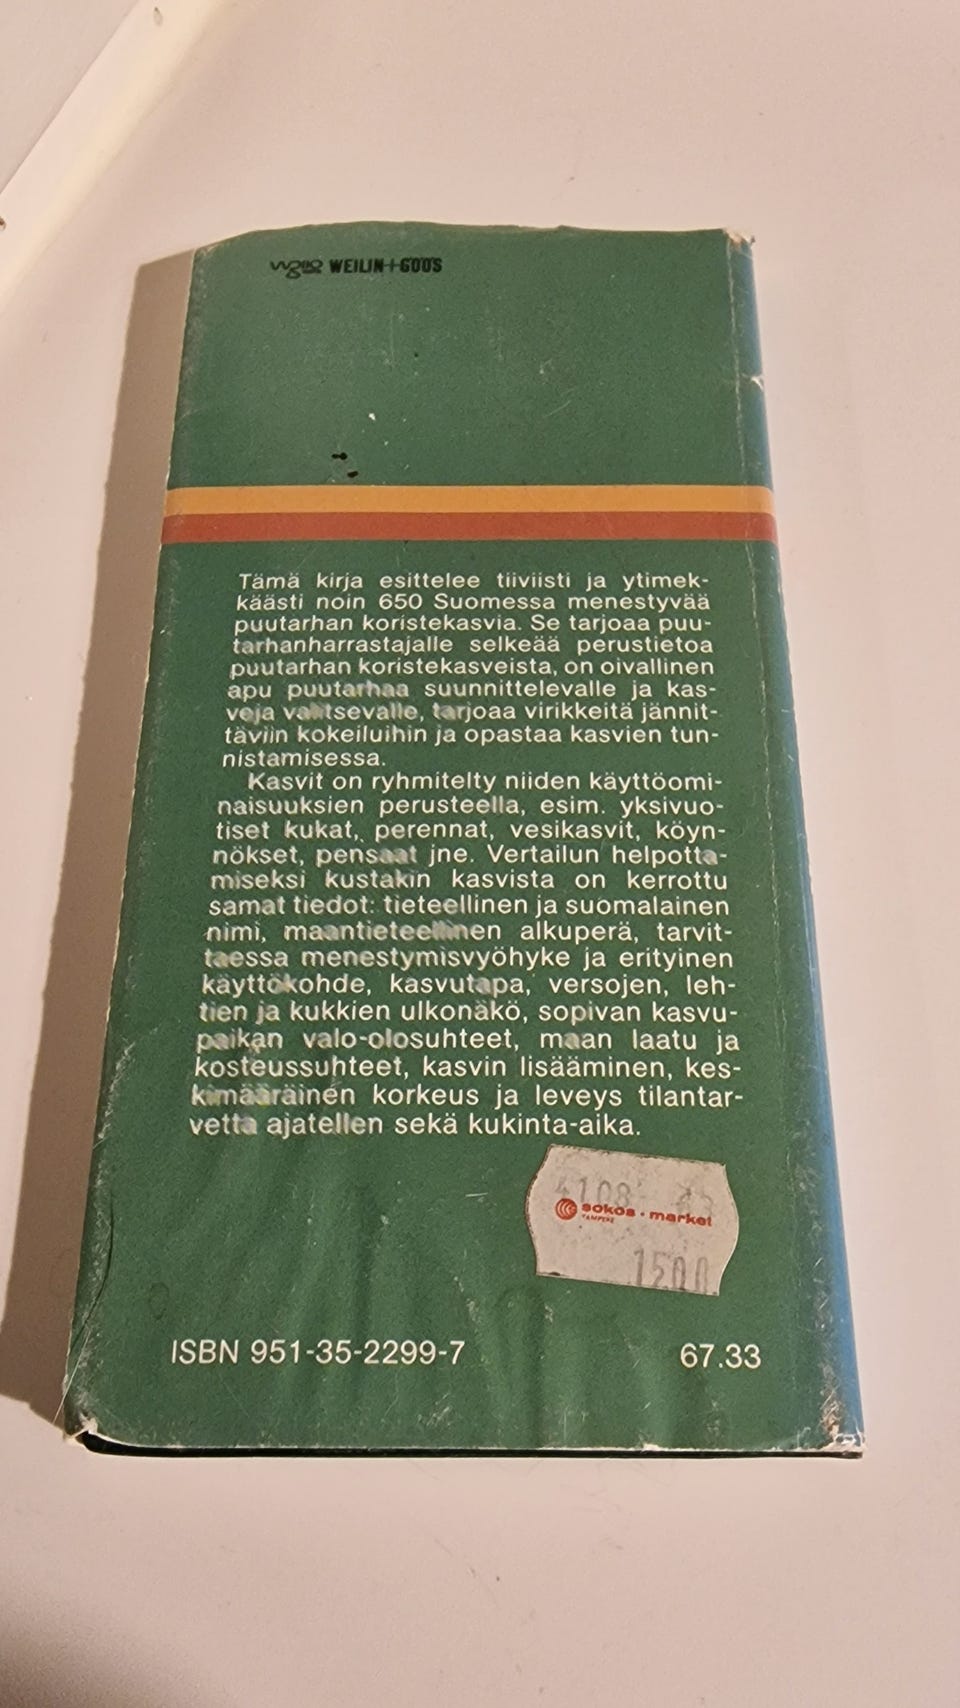 WEILIN+GÖÖS
Tämä kirja esittelee tiiviisti ja ytimek-
käästi noin 650 Suomessa menestyvää
puutarhan koristekasvia. Se tarjoaa puu-
tarhanharrastajalle selkeää perustietoa
puutarhan koristekasveista, on oivallinen
apu puutarhaa suunnittelevalle ja kas-
veja valitsevalle, tarjoaa virikkeitä jännit-
täviin kokeiluihin ja opastaa kasvien tun-
nistamisessa.
Kasvit on ryhmitelty niiden käyttöomi-
naisuuksien perusteella, esim. yksivuo-
tiset kukat, perennat, vesikasvit, köyn-
nökset, pensaat jne. Vertailun helpotta-
miseksi kustakin kasvista on kerrottu
samat tiedot: tieteellinen ja suomalainen
nimi, maantieteellinen alkuperä, tarvit-
taessa menestymisvyöhyke ja erityinen
käyttökohde, kasvutapa, versojen, leh-
tien ja kukkien ulkonäkö, sopivan kasvu-
paikan valo-olosuhteet, maan laatu ja
kosteussuhteet, kasvin lisääminen, kes-
kimääräinen korkeus ja leveys tilantar-
vetta ajatellen sekä kukinta-aika.
4108
sokos · market
TAMPERE
1500
ISBN 951-35-2299-7
67.33